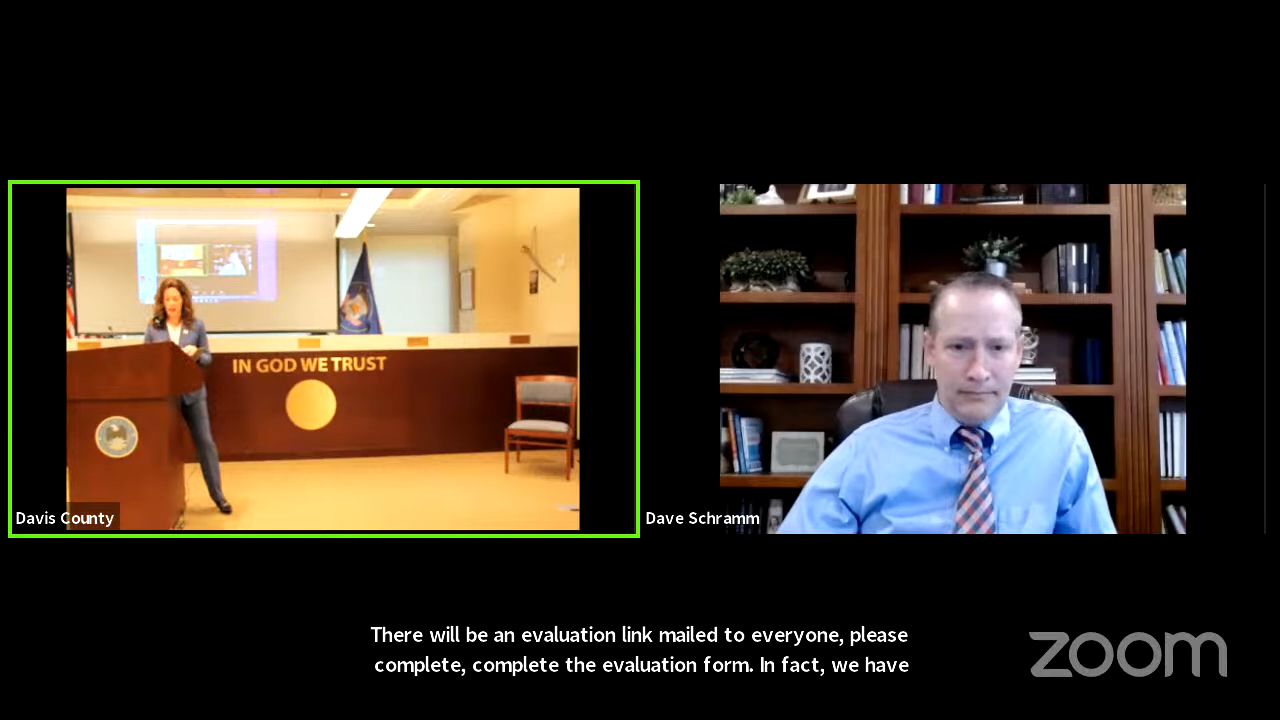 IN GOD WE TRUST
Davis County
Dave Schramm
There will be an evaluation link mailed to everyone, please
complete, complete the evaluation form. In fact, we have
zoom